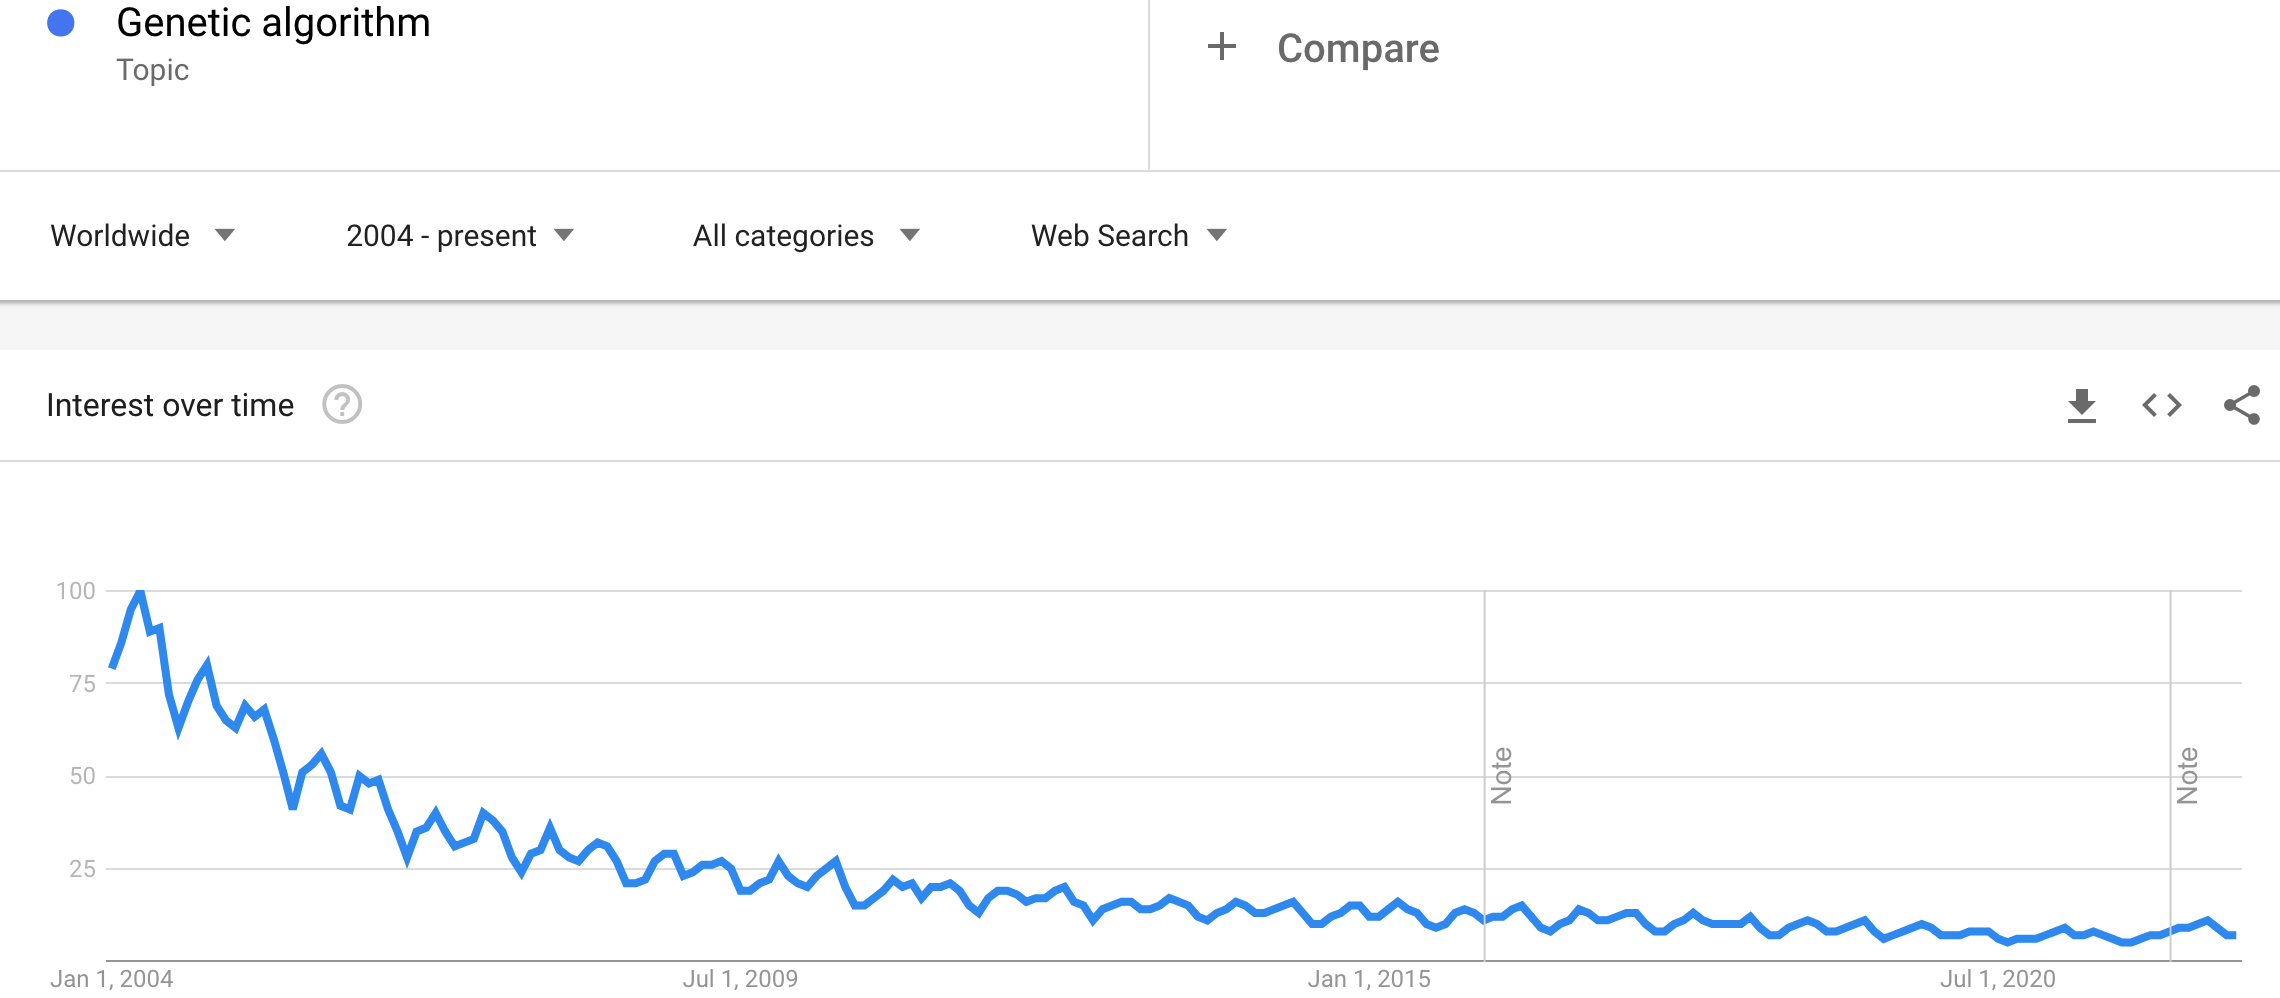 Genetic algorithm
Topic
+ Compare
Worldwide
2004 - present
All categories
Web Search
Interest over time
?
100
75
50
25
Note
Note
Jan 1, 2004
Jul 1, 2009
Jan 1, 2015
Jul 1, 2020